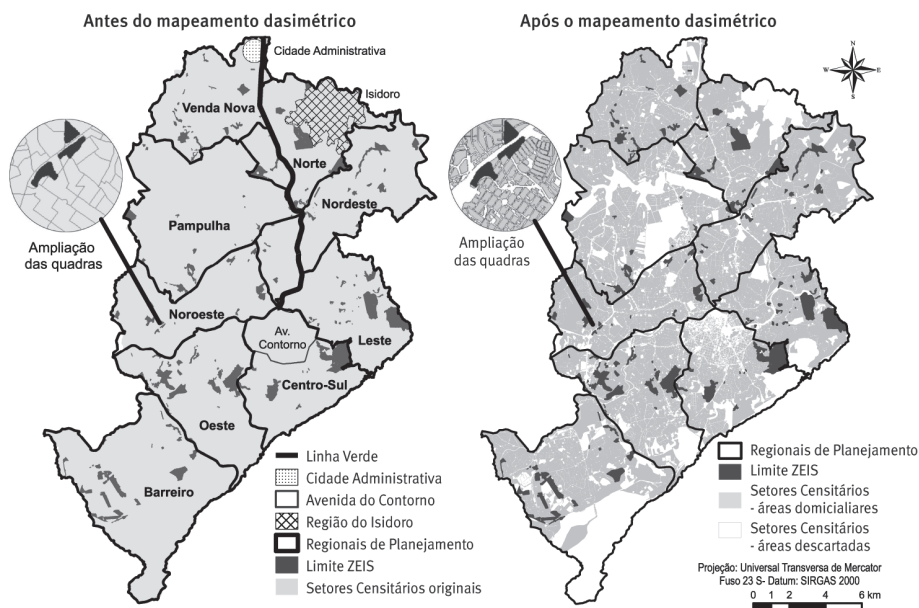 Antes do mapeamento dasimétrico
Cidade Administrativa
Isidoro
Venda Nova
Norte
Nordeste
Pampulha
Ampliação
das quadras
Noroeste
Av.
Contorno
Leste
Centro-Sul
Oeste
Barreiro
Linha Verde
Cidade Administrativa
Avenida do Contorno
Região do Isidoro
Regionais de Planejamento
Limite ZEIS
Setores Censitários originais
Após o mapeamento dasimétrico
N
W E
S
Ampliação
das quadras
Regionais de Planejamento
Limite ZEIS
Setores Censitários
- áreas domiciliares
Setores Censitários
- áreas descartadas
Projeção: Universal Transversa de Mercator
Fuso 23 S- Datum: SIRGAS 2000
0 1 2 4 6 km